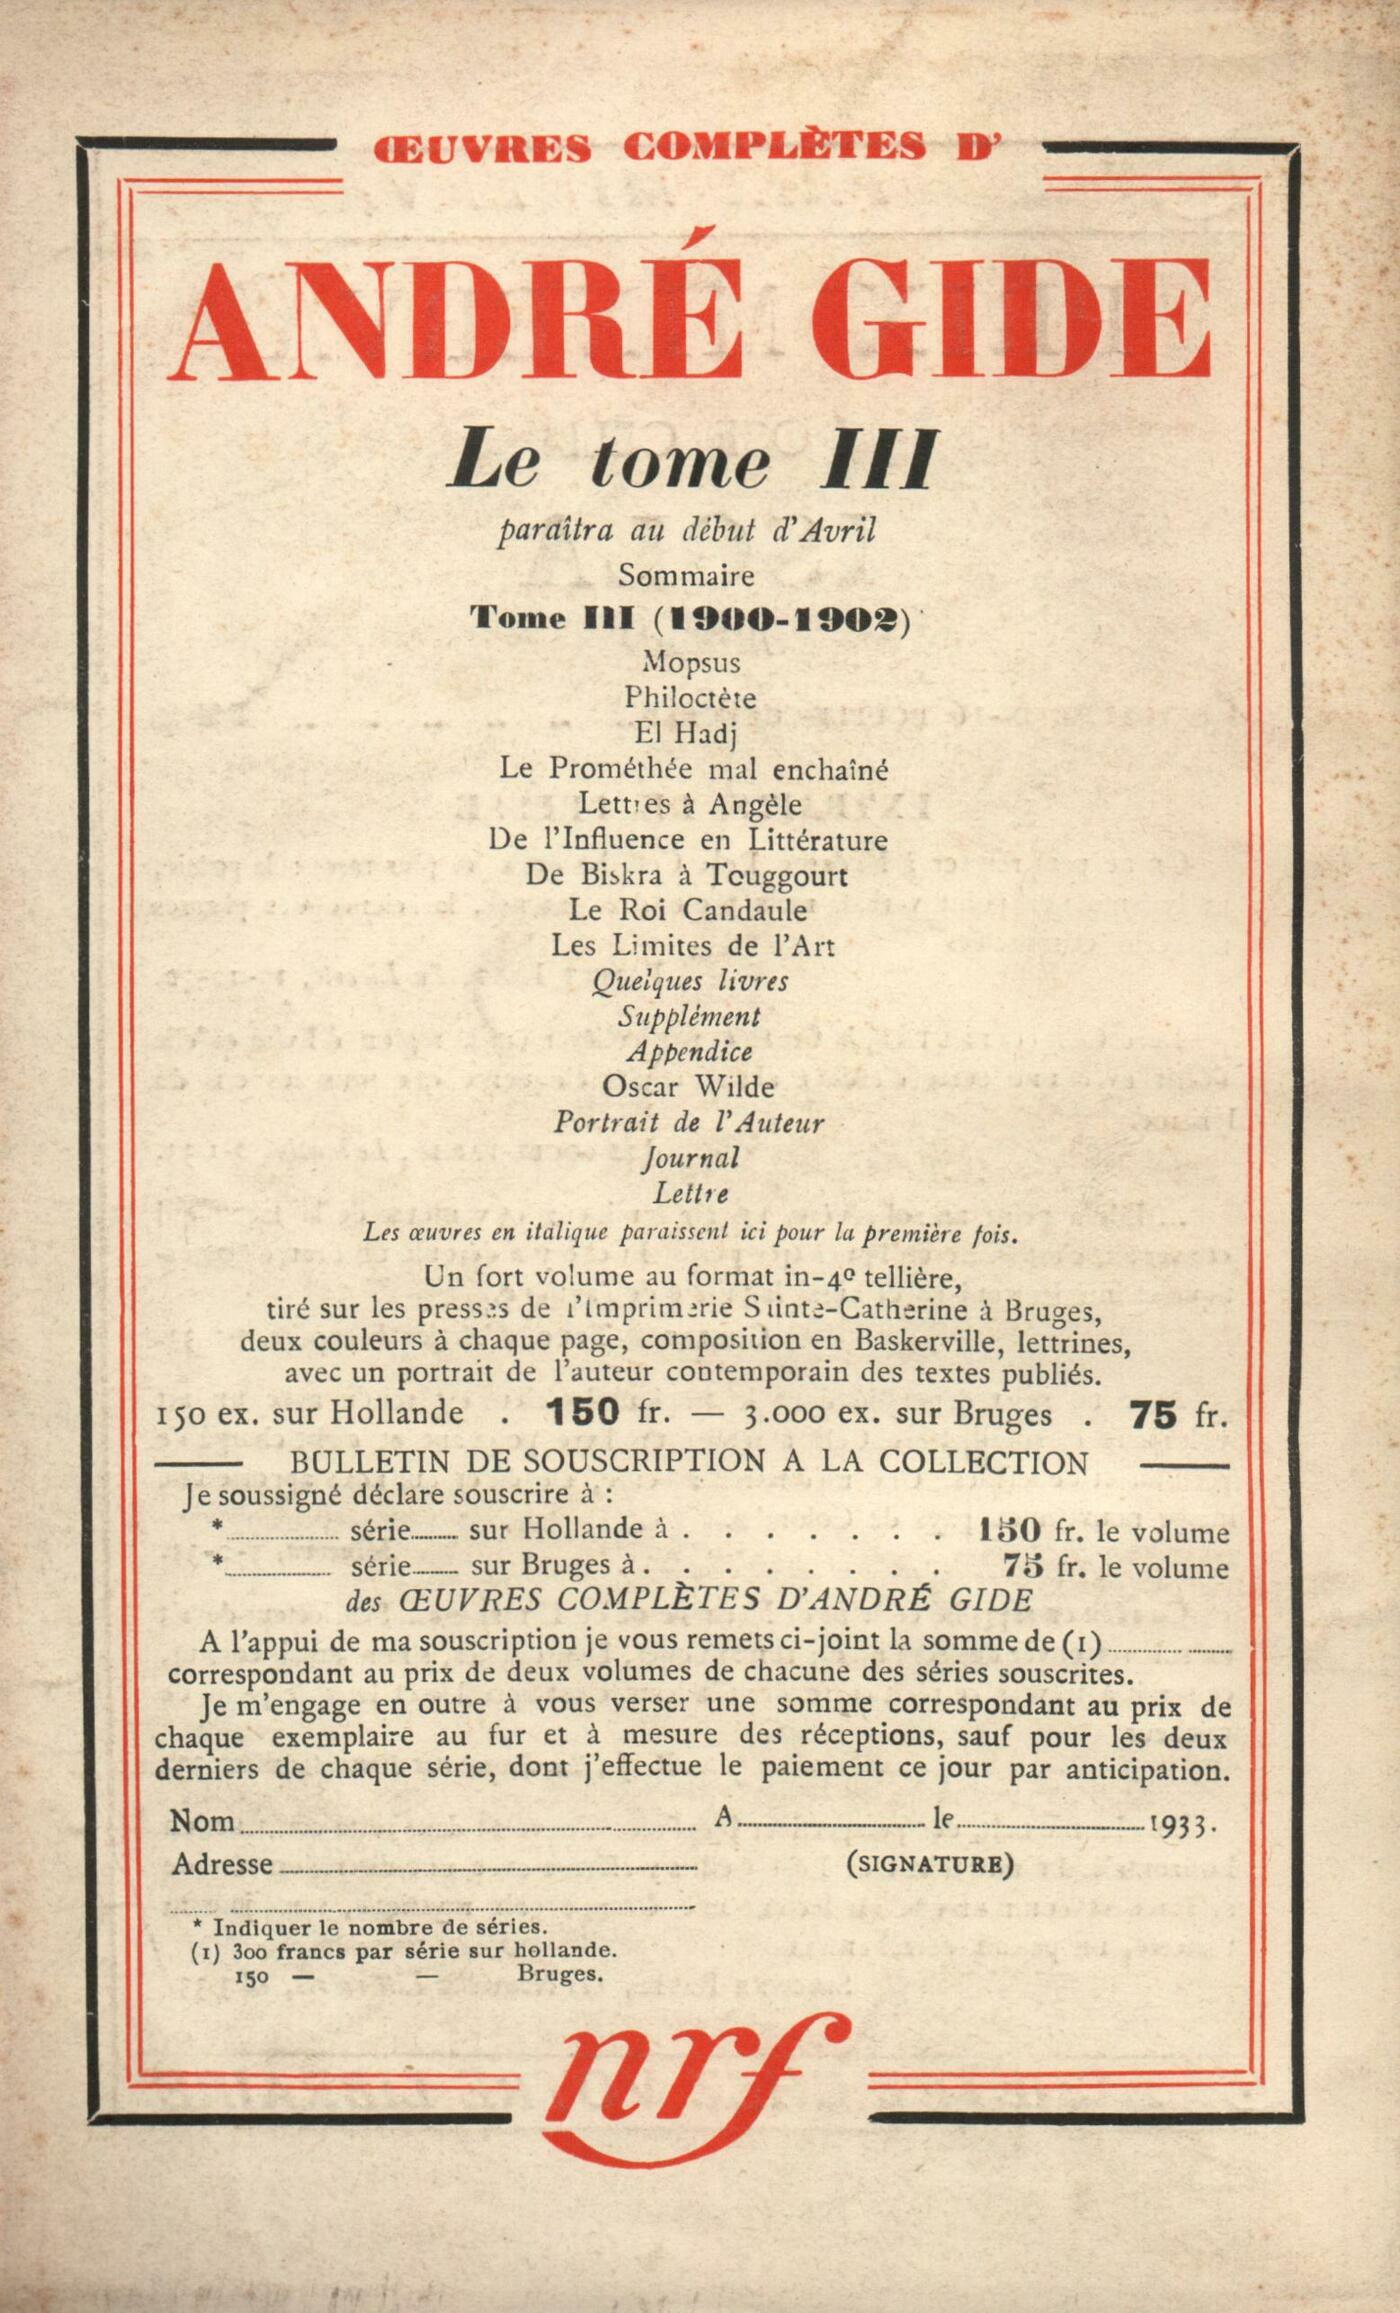 ŒUVRES COMPLÈTES D'
ANDRÉ GIDE
Le tome III
paraîtra au début d'Avril
Sommaire
Tome III (1900-1902)
Mopsus
Philoctète
El Hadj
Le Prométhée mal enchaîné
Lettres à Angèle
De l'Influence en Littérature
De Biskra à Touggourt
Le Roi Candaule
Les Limites de l'Art
Quelques livres
Supplément
Appendice
Oscar Wilde
Portrait de l'Auteur
Journal
Lettre
Les œuvres en italique paraissent ici pour la première fois.
Un fort volume au format in-4º tellière,
tiré sur les presses de l'Imprimerie Sainte-Catherine à Bruges,
deux couleurs à chaque page, composition en Baskerville, lettrines,
avec un portrait de l'auteur contemporain des textes publiés.
150 ex. sur Hollande . 150 fr. — 3.000 ex. sur Bruges . 75 fr.
BULLETIN DE SOUSCRIPTION A LA COLLECTION
Je soussigné déclare souscrire à :
*............ série........ sur Hollande à . . . . . . . 150 fr. le volume
*............ série........ sur Bruges à . . . . . . . . 75 fr. le volume
des ŒUVRES COMPLÈTES D'ANDRÉ GIDE
A l'appui de ma souscription je vous remets ci-joint la somme de (1)............
correspondant au prix de deux volumes de chacune des séries souscrites.
Je m'engage en outre à vous verser une somme correspondant au prix de
chaque exemplaire au fur et à mesure des réceptions, sauf pour les deux
derniers de chaque série, dont j'effectue le paiement ce jour par anticipation.
Nom........................ A................ le................1933.
Adresse........................ (SIGNATURE)
* Indiquer le nombre de séries.
(1) 300 francs par série sur hollande.
150 — — Bruges.
nrf